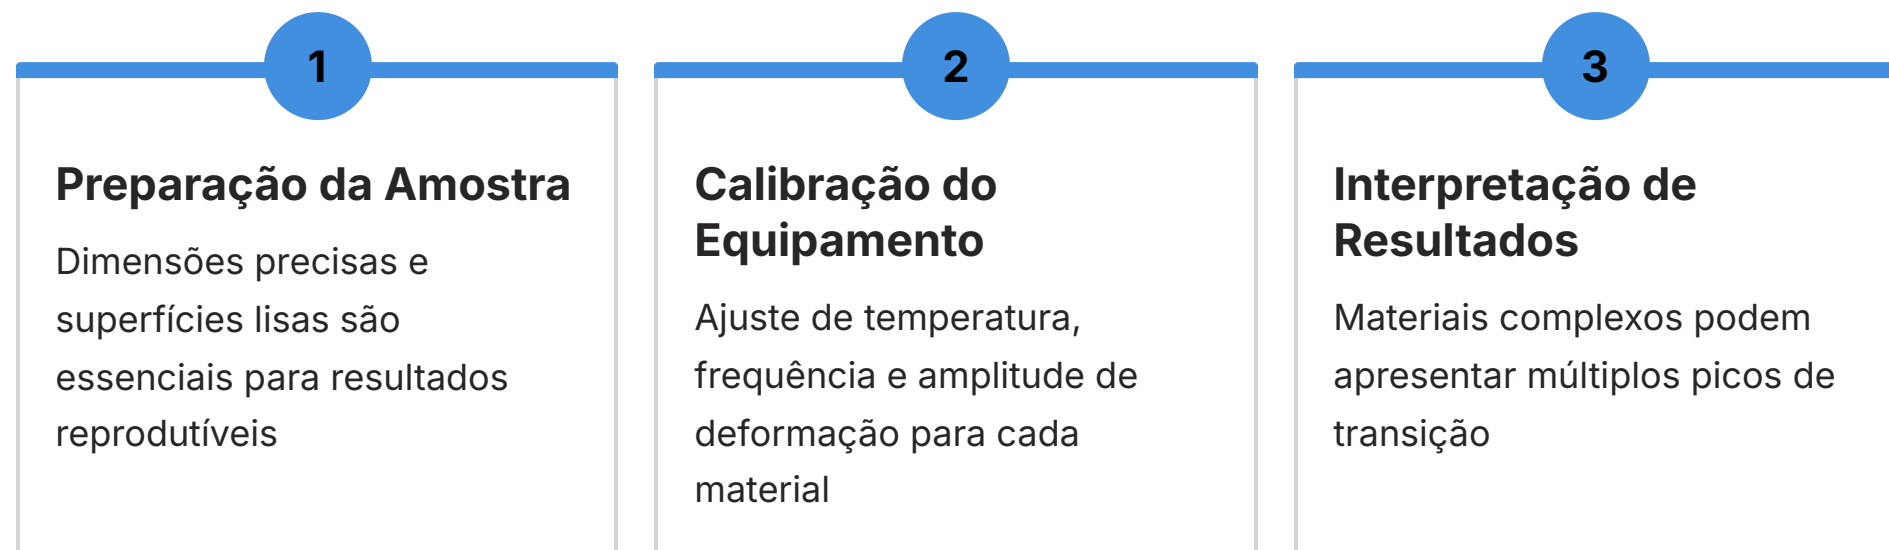 1
Preparação da Amostra
Dimensões precisas e
superfícies lisas são
essenciais para resultados
reprodutíveis
2
Calibração do
Equipamento
Ajuste de temperatura,
frequência e amplitude de
deformação para cada
material
3
Interpretação de
Resultados
Materiais complexos podem
apresentar múltiplos picos de
transição